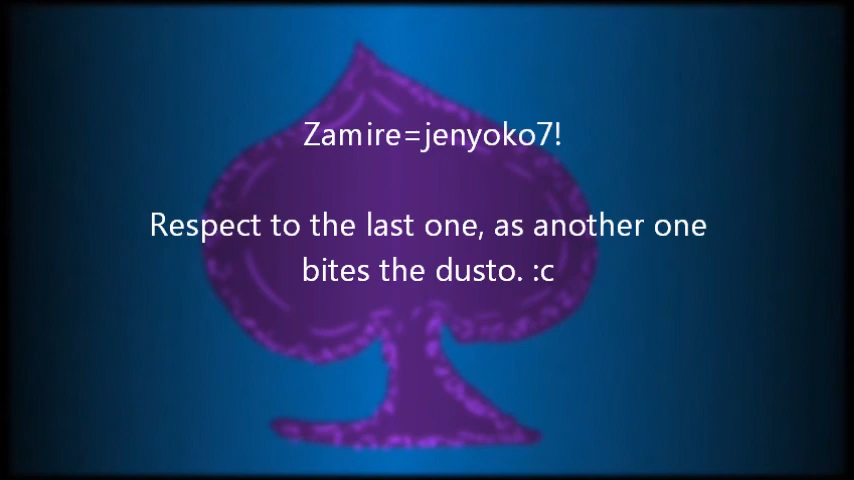 Zamire=jenyoko7!
Respect to the last one, as another one
bites the dusto. :c